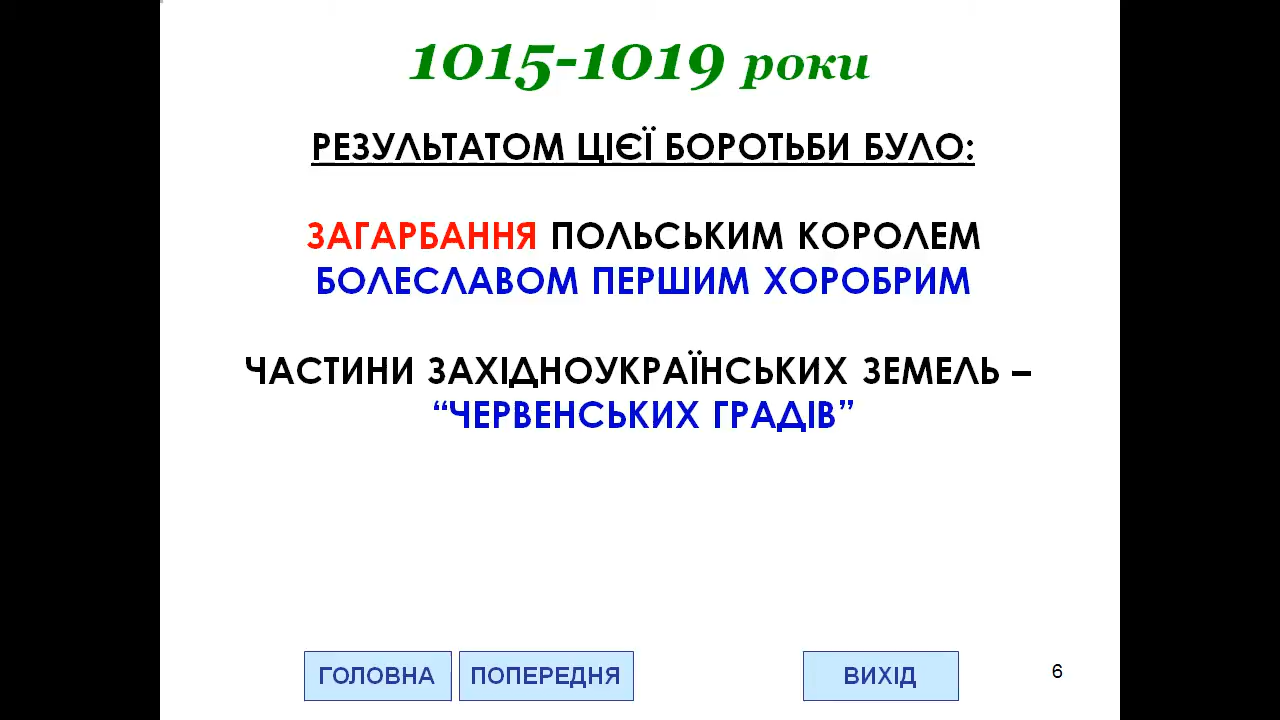 1015-1019 роки
РЕЗУЛЬТАТОМ ЦІЄЇ БОРОТЬБИ БУЛО:
ЗАГАРБАННЯ ПОЛЬСЬКИМ КОРОЛЕМ
БОЛЕСЛАВОМ ПЕРШИМ ХОРОБРИМ
ЧАСТИНИ ЗАХІДНОУКРАЇНСЬКИХ ЗЕМЕЛЬ –
“ЧЕРВЕНСЬКИХ ГРАДІВ”
ГОЛОВНА ПОПЕРЕДНЯ ВИХІД 6